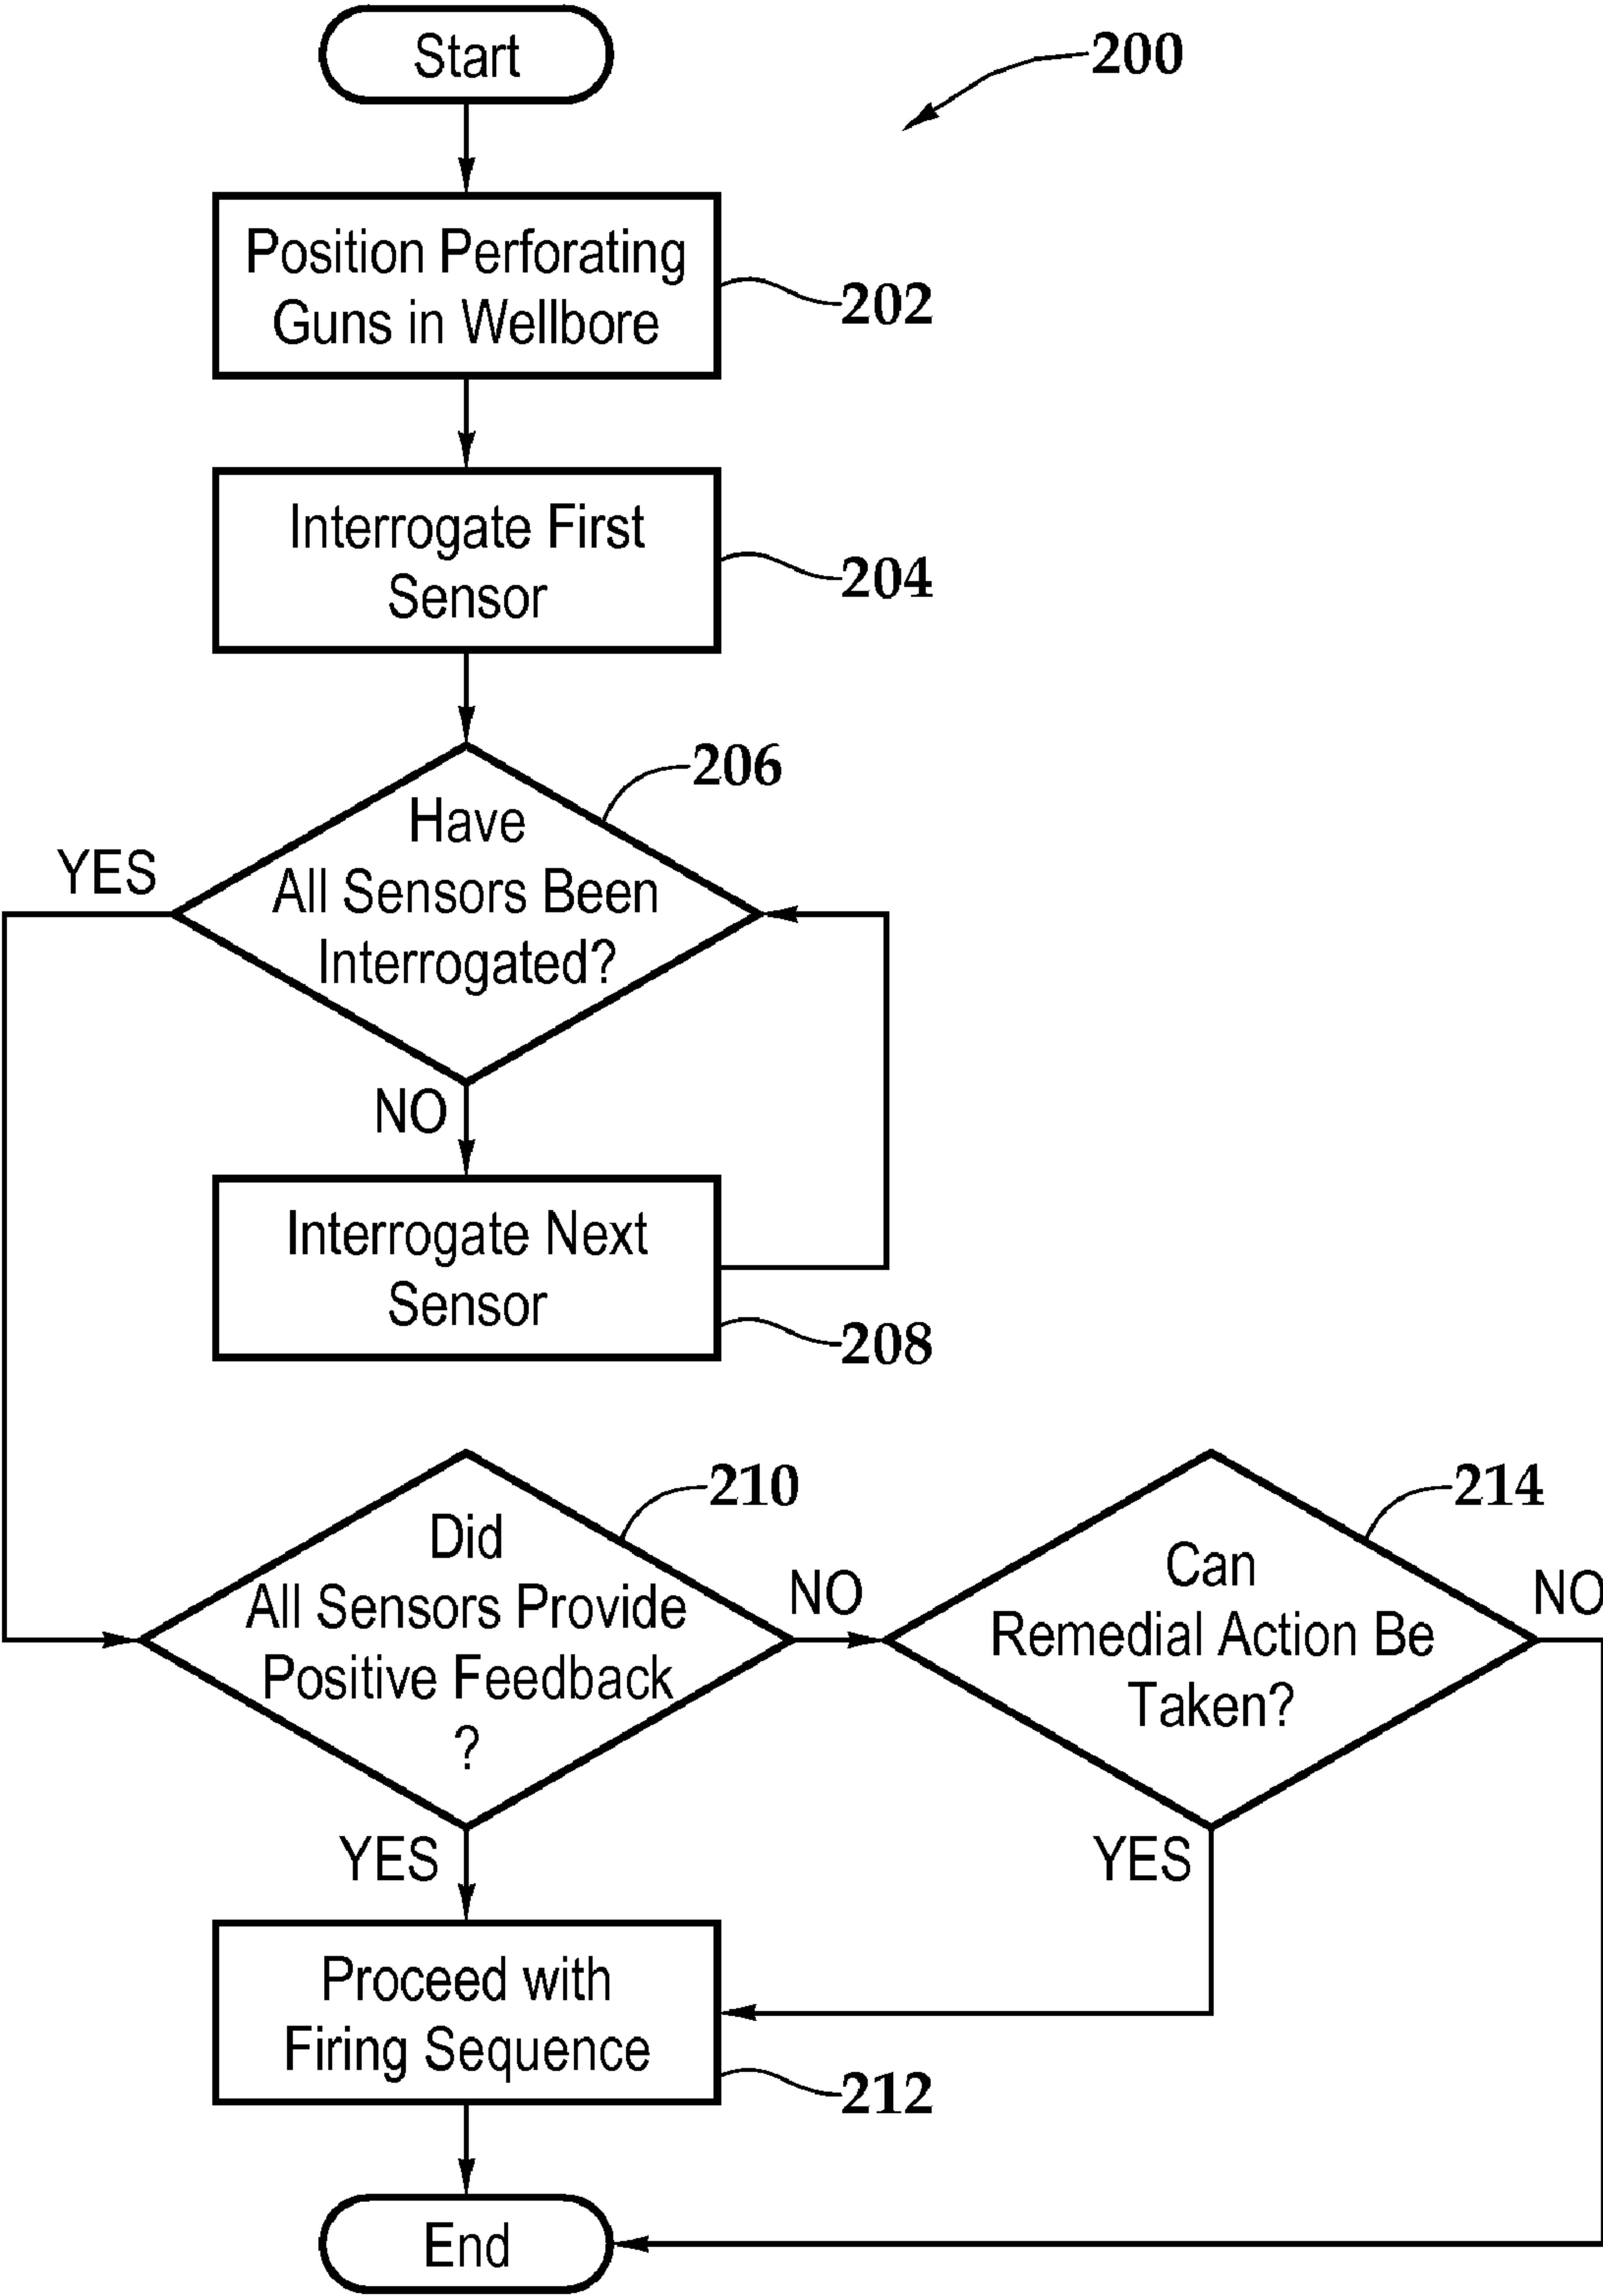 Start
200
Position Perforating
Guns in Wellbore
202
Interrogate First
Sensor
204
206
Have
All Sensors Been
Interrogated?
YES
NO
Interrogate Next
Sensor
208
210
Did
All Sensors Provide
Positive Feedback
?
NO
214
Can
Remedial Action Be
Taken?
NO
YES
YES
Proceed with
Firing Sequence
212
End